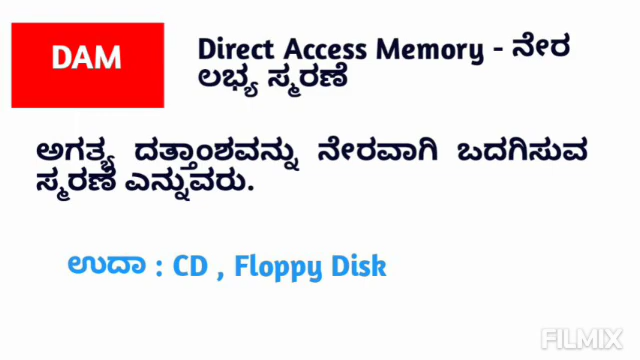 DAM
Direct Access Memory - ನೇರ
ಲಭ್ಯ ಸ್ಮರಣೆ
ಅಗತ್ಯ ದತ್ತಾಂಶವನ್ನು ನೇರವಾಗಿ ಒದಗಿಸುವ
ಸ್ಮರಣೆ ಎನ್ನುವರು.
ಉದಾ : CD , Floppy Disk
FILMIX